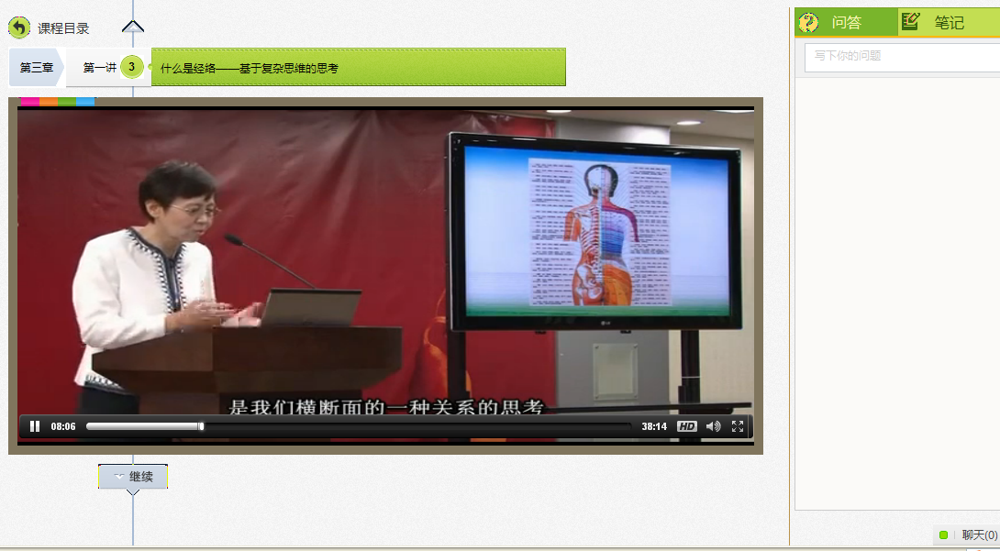 课程目录
第三章
第一讲
3
什么是经络——基于复杂思维的思考
是我们横断面的一种关系的思考
08:06
38:14
HD
继续
问答
笔记
写下你的问题
聊天(0)